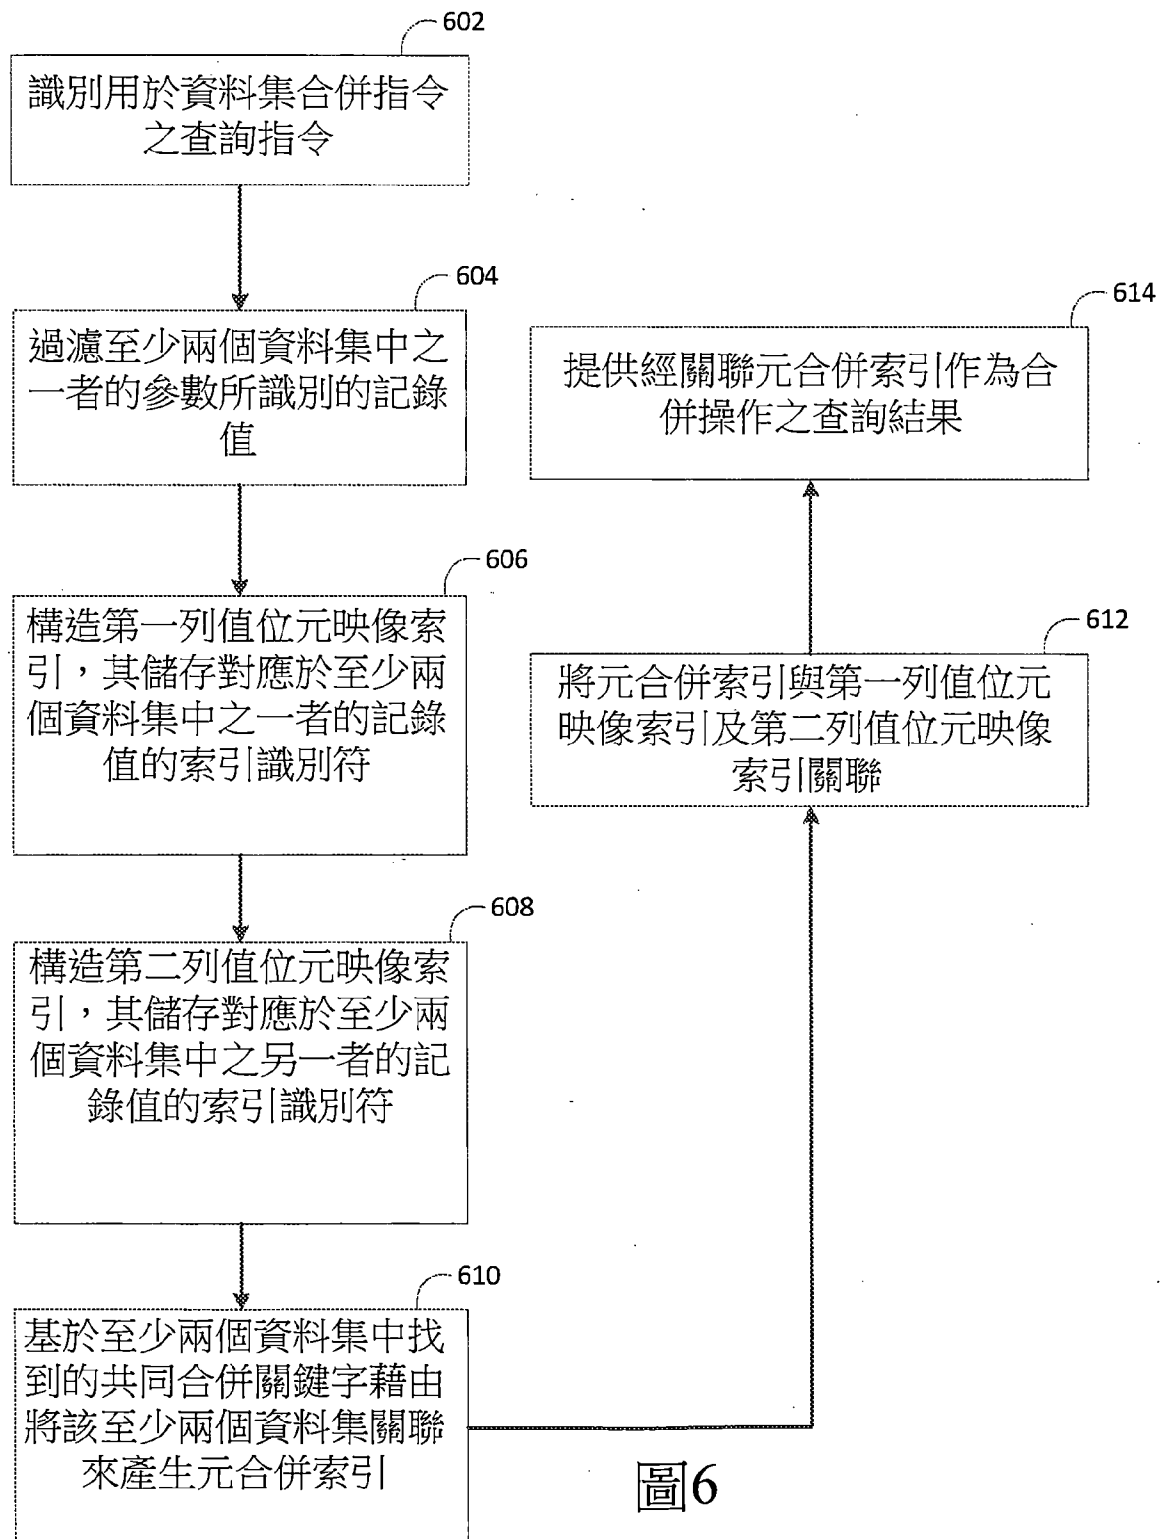 602
識別用於資料集合併指令
之查詢指令
604
過濾至少兩個資料集中之
一者的參數所識別的記錄
值
606
構造第一列值位元映像索
引，其儲存對應於至少兩
個資料集中之一者的記錄
值的索引識別符
608
構造第二列值位元映像索
引，其儲存對應於至少兩
個資料集中之另一者的記
錄值的索引識別符
610
基於至少兩個資料集中找
到的共同合併關鍵字藉由
將該至少兩個資料集關聯
來產生元合併索引
612
將元合併索引與第一列值位元
映像索引及第二列值位元映像
索引關聯
614
提供經關聯元合併索引作為合
併操作之查詢結果
圖6